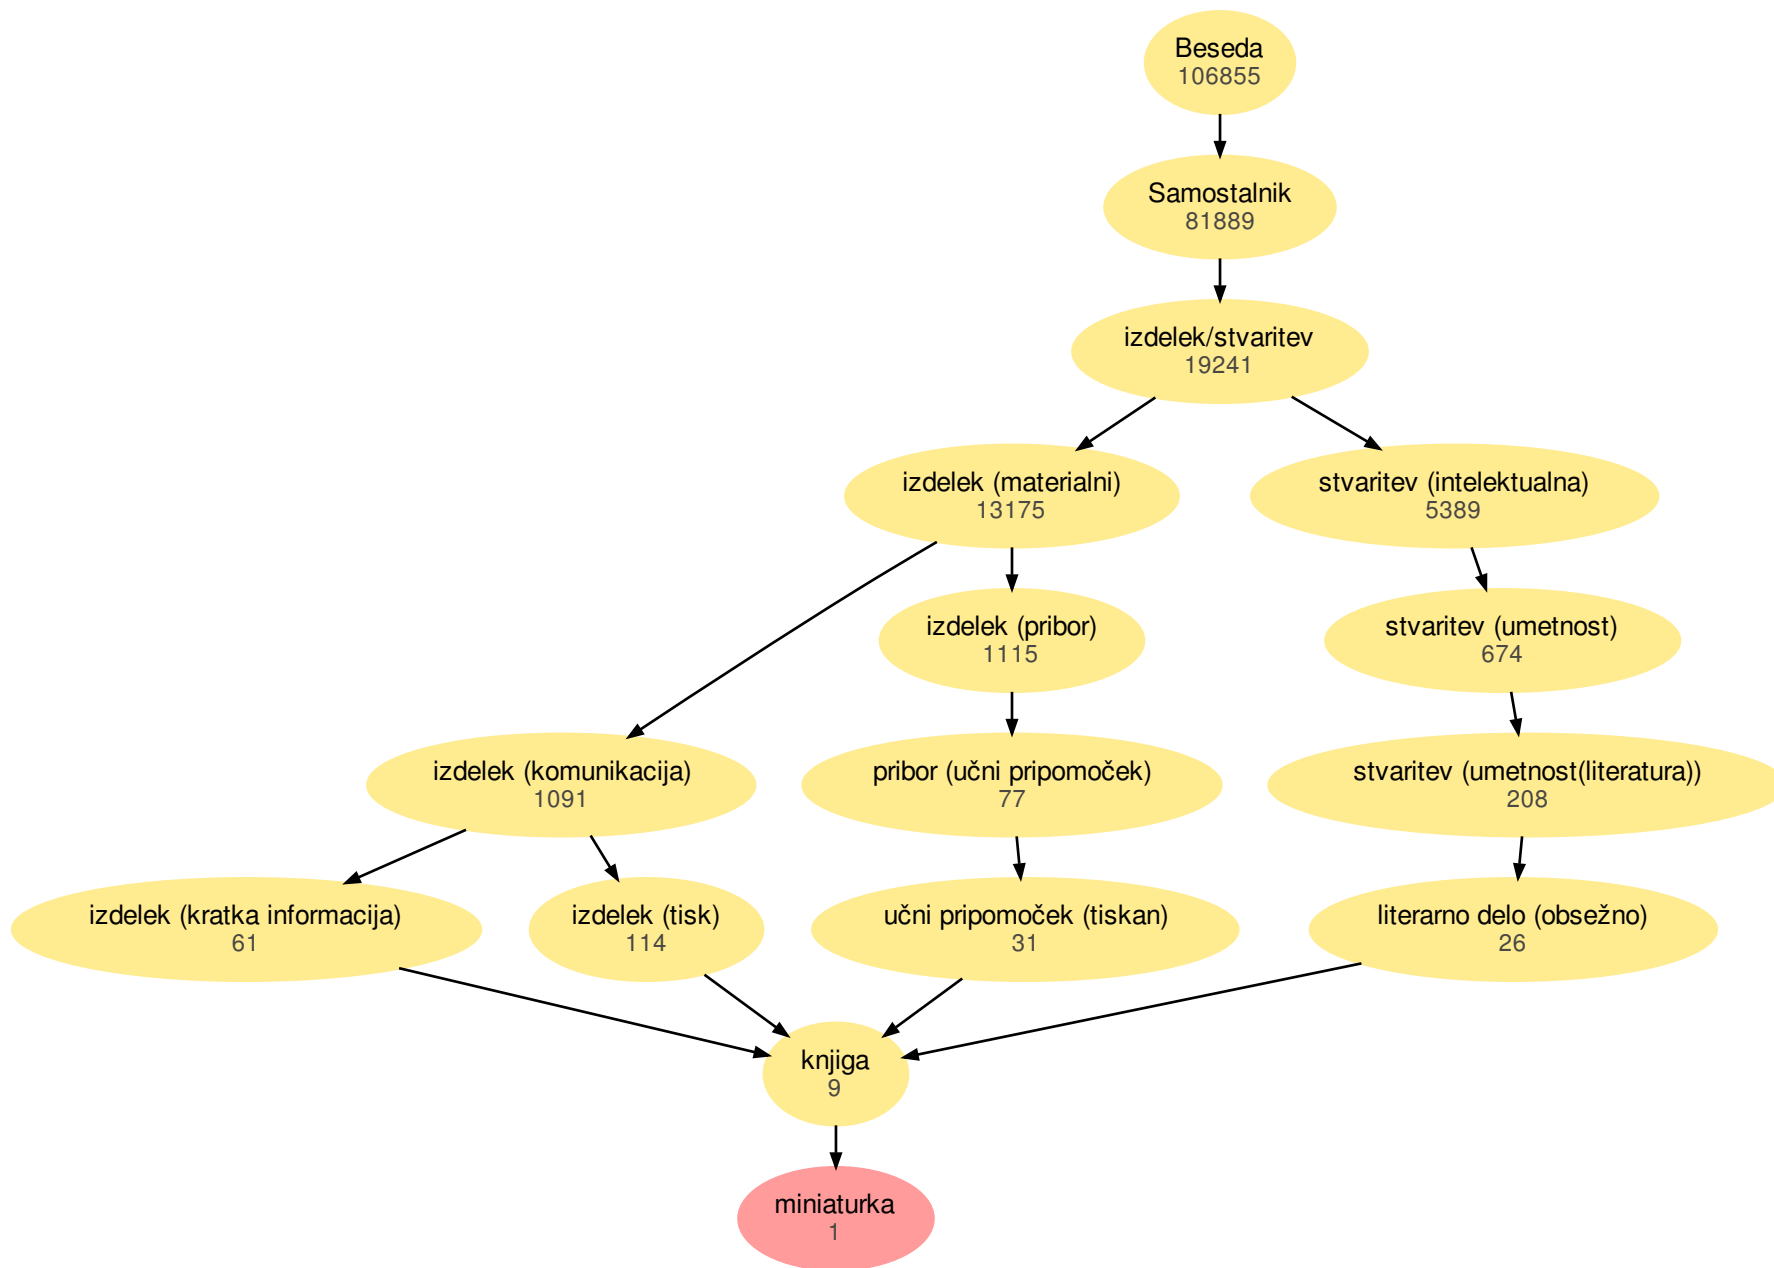 Beseda
106855
Samostalnik
81889
izdelek/stvaritev
19241
izdelek (materialni)
13175
stvaritev (intelektualna)
5389
izdelek (pribor)
1115
stvaritev (umetnost)
674
izdelek (komunikacija)
1091
pribor (učni pripomoček)
77
stvaritev (umetnost(literatura))
208
izdelek (kratka informacija)
61
izdelek (tisk)
114
učni pripomoček (tiskan)
31
literarno delo (obsežno)
26
knjiga
9
miniaturka
1